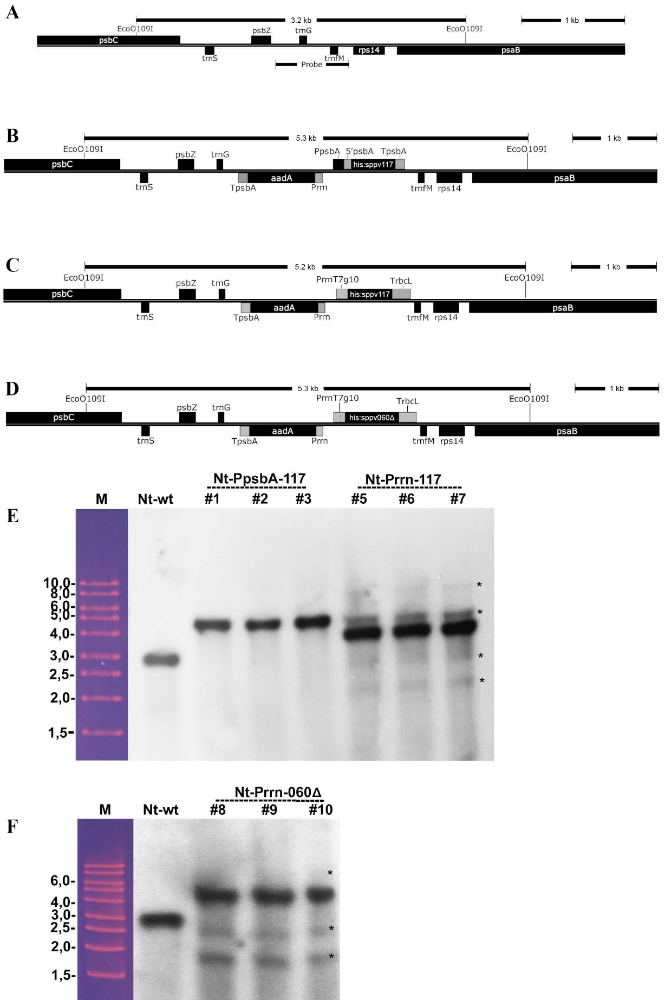 A
3.2 kb
1 kb
EcoO109I
psbZ
trnG
EcoO109I
psbC
trnS
trnfM
rps14
psaB
Probe
B
5.3 kb
1 kb
EcoO109I
psbZ
trnG
PpsbA
5'psbA
TpsbA
EcoO109I
psbC
his:sppv117
trnS
TpsbA
aadA
Prrn
trnfM
rps14
psaB
C
5.2 kb
1 kb
EcoO109I
psbZ
trnG
PrrnT7g10
TrbcL
EcoO109I
psbC
his:sppv117
trnS
TpsbA
aadA
Prrn
trnfM
rps14
psaB
D
5.3 kb
1 kb
EcoO109I
psbZ
trnG
PrrnT7g10
TrbcL
EcoO109I
psbC
his:sppv060Δ
trnS
TpsbA
aadA
Prrn
trnfM
rps14
psaB
Nt-PpsbA-117
Nt-Prrn-117
M
Nt-wt
#1
#2
#3
#5
#6
#7
E
10,0-
8,0-
6,0-
5,0-
4,0-
3,0-
2,5-
2,0-
1,5-
*
*
*
*
Nt-Prrn-060Δ
M
Nt-wt
#8
#9
#10
F
6,0-
4,0-
3,0-
2,5-
2,0-
1,5-
*
*
*